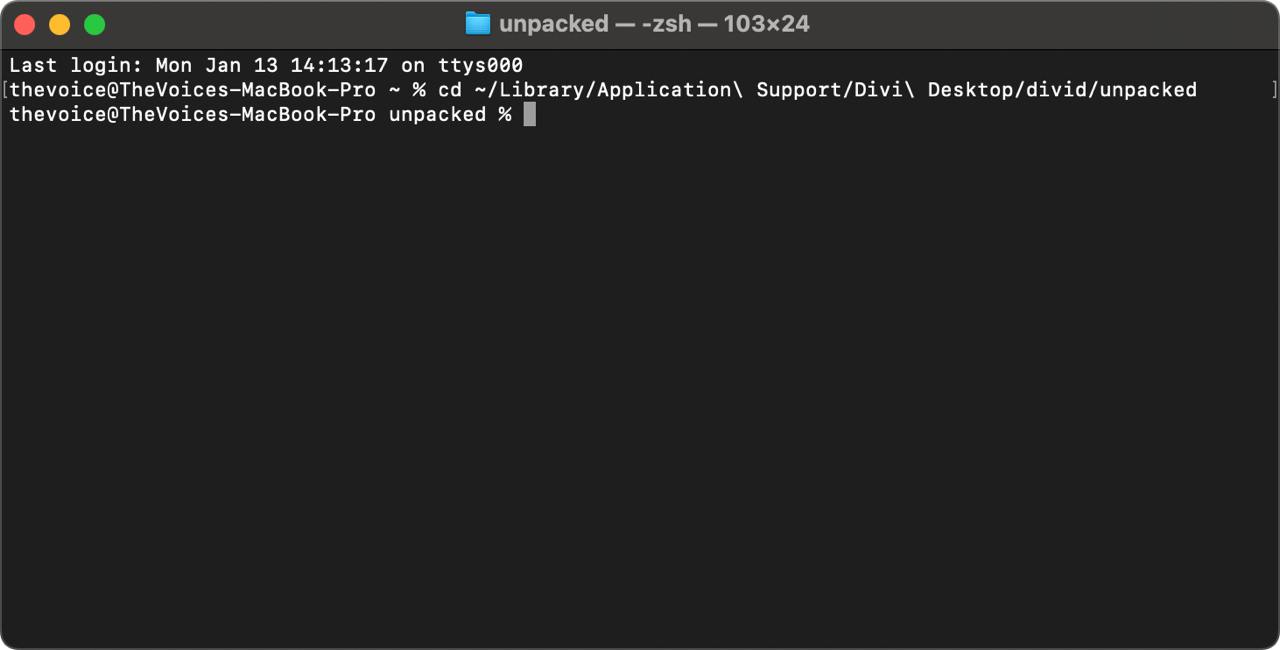 unpacked — -zsh — 103×24
Last login: Mon Jan 13 14:13:17 on ttys000
[thevoice@TheVoices-MacBook-Pro ~ % cd ~/Library/Application\ Support/Divi\ Desktop/divid/unpacked ]
thevoice@TheVoices-MacBook-Pro unpacked %